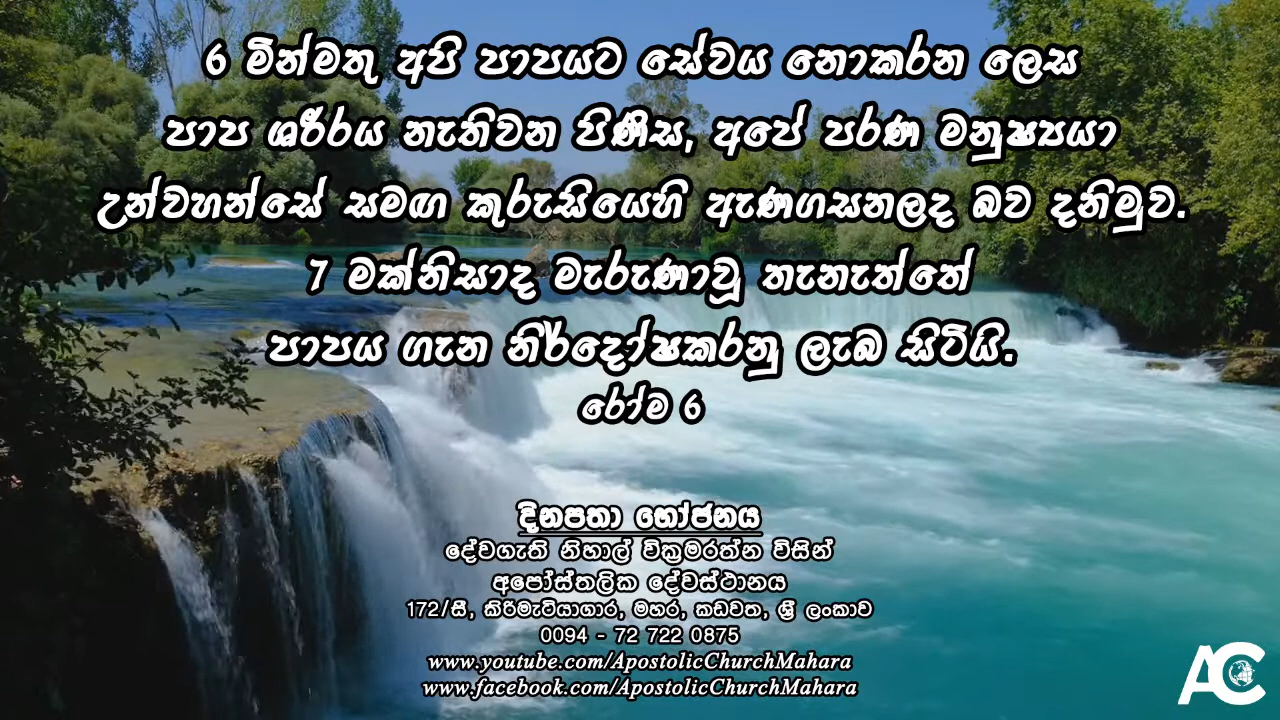 6 මින්මතු අපි පාපයට සේවය නොකරන ලෙස
පාප ශරීරය නැතිවන පිණිස, අපේ පරණ මනුෂ්‍යයා
උන්වහන්සේ සමඟ කුරුසියෙහි ඇණගසනලද බව දනිමුව.
7 මක්නිසාද මැරුණාවූ තැනැත්තේ
පාපය ගැන නිර්දෝෂකරනු ලැබ සිටියි.
රෝම 6
දිනපතා භෝජනය
දේවගැති නිහාල් වික්‍රමරත්න විසින්
අපෝස්තලික දේවස්ථානය
172/සී, කිරිමැටියාගාර, මහර, කඩවත, ශ්‍රී ලංකාව
0094 - 72 722 0875
www.youtube.com/ApostolicChurchMahara
www.facebook.com/ApostolicChurchMahara
AC